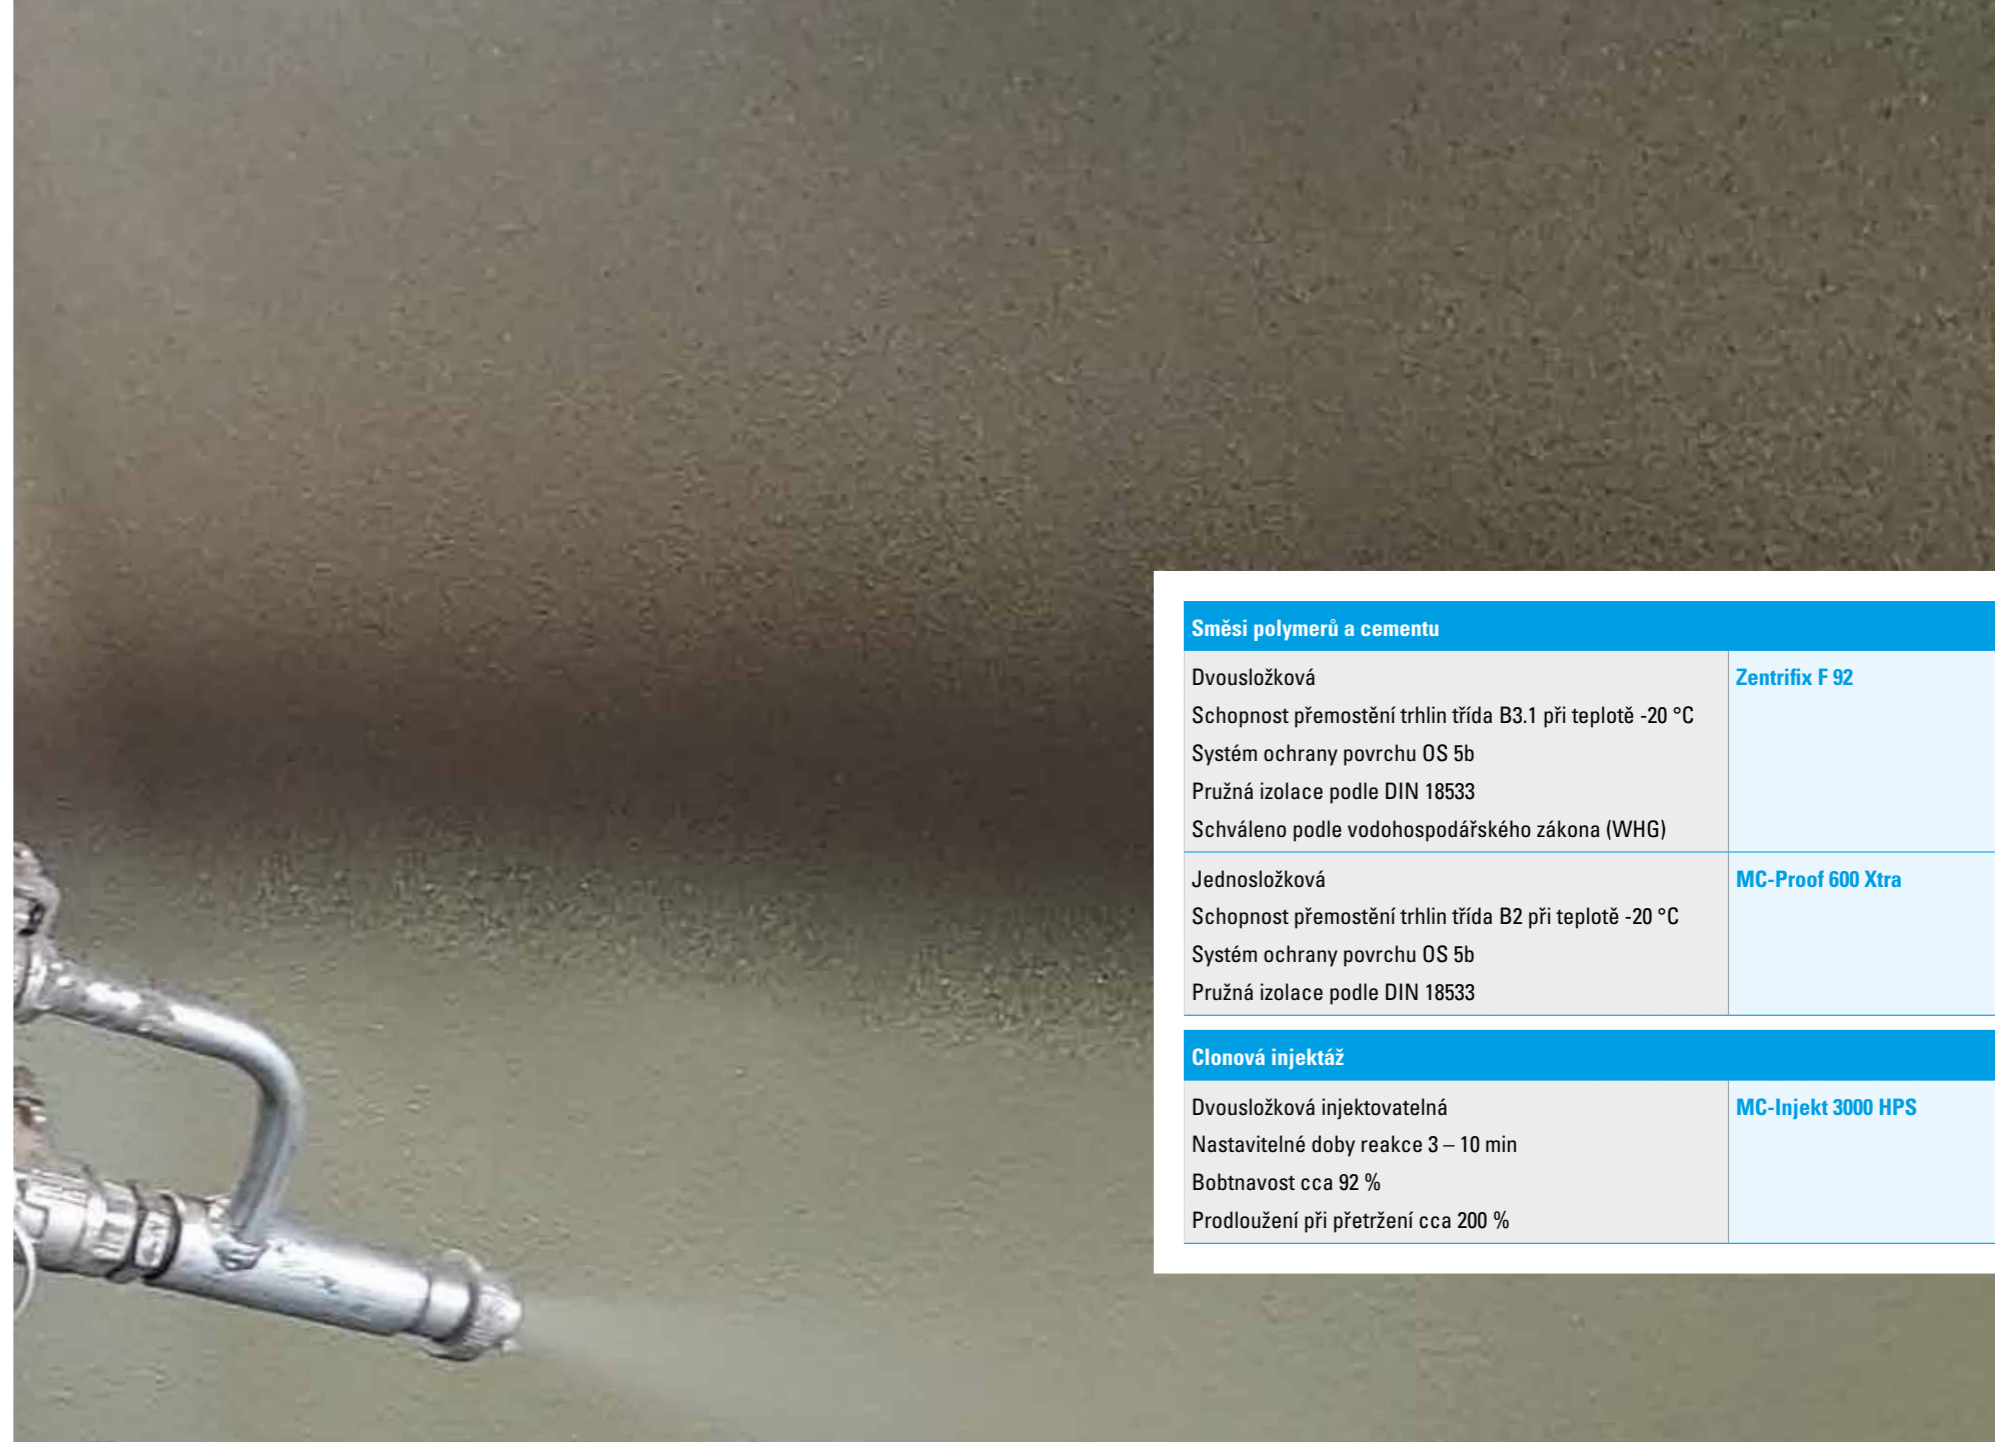 Směsi polymerů a cementu
Dvousložková
Zentrifix F 92
Schopnost přemostění trhlin třída B3.1 při teplotě -20 °C
Systém ochrany povrchu OS 5b
Pružná izolace podle DIN 18533
Schváleno podle vodohospodářského zákona (WHG)
Jednosložková
MC-Proof 600 Xtra
Schopnost přemostění trhlin třída B2 při teplotě -20 °C
Systém ochrany povrchu OS 5b
Pružná izolace podle DIN 18533
Clonová injektáž
Dvousložková injektovatelná
MC-Injekt 3000 HPS
Nastavitelné doby reakce 3 – 10 min
Bobtnavost cca 92 %
Prodloužení při přetržení cca 200 %